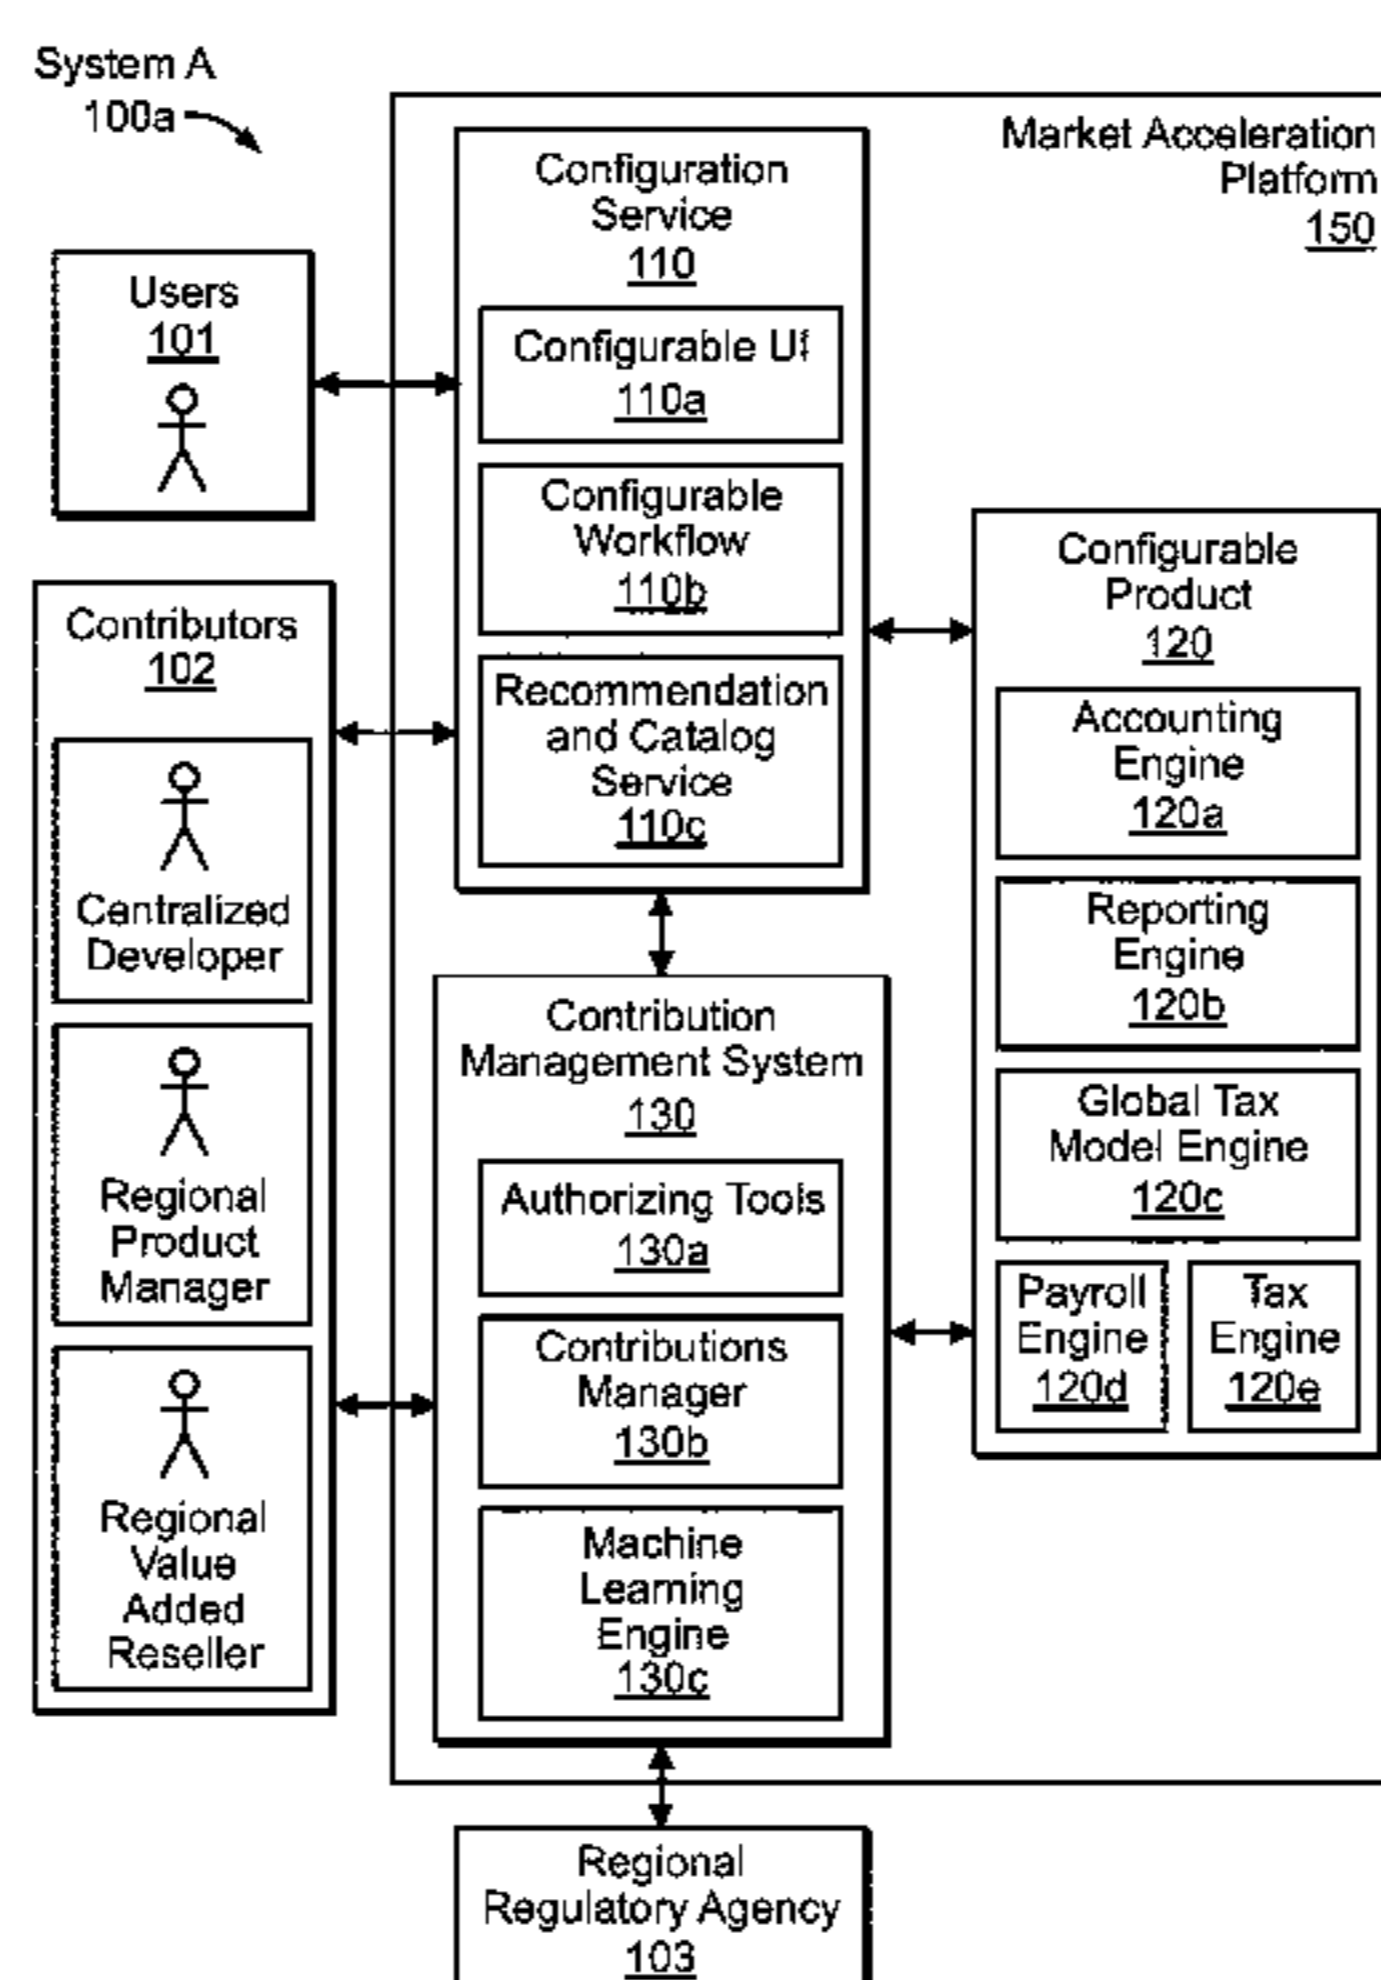 System A
100a
Market Acceleration
Platform
150
Configuration
Service
110
Configurable UI
110a
Configurable
Workflow
110b
Recommendation
and Catalog
Service
110c
Users
101
Contributors
102
Centralized
Developer
Regional
Product
Manager
Regional
Value
Added
Reseller
Configurable
Product
120
Accounting
Engine
120a
Reporting
Engine
120b
Global Tax
Model Engine
120c
Payroll
Engine
120d
Tax
Engine
120e
Contribution
Management System
130
Authorizing Tools
130a
Contributions
Manager
130b
Machine
Learning
Engine
130c
Regional
Regulatory Agency
103